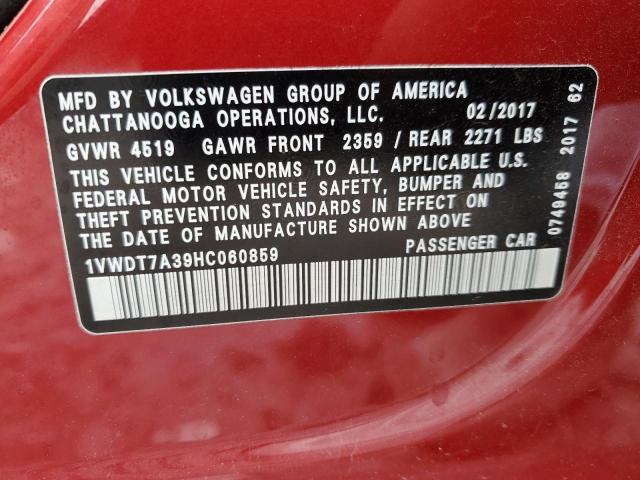 MFD BY VOLKSWAGEN GROUP OF AMERICA
CHATTANOOGA OPERATIONS, LLC. 02/2017
GVWR 4519 GAWR FRONT 2359 / REAR 2271 LBS
THIS VEHICLE CONFORMS TO ALL APPLICABLE U.S.
FEDERAL MOTOR VEHICLE SAFETY, BUMPER AND
THEFT PREVENTION STANDARDS IN EFFECT ON
THE DATE OF MANUFACTURE SHOWN ABOVE
1VWDT7A39HC060859 PASSENGER CAR
0749458 2017 62